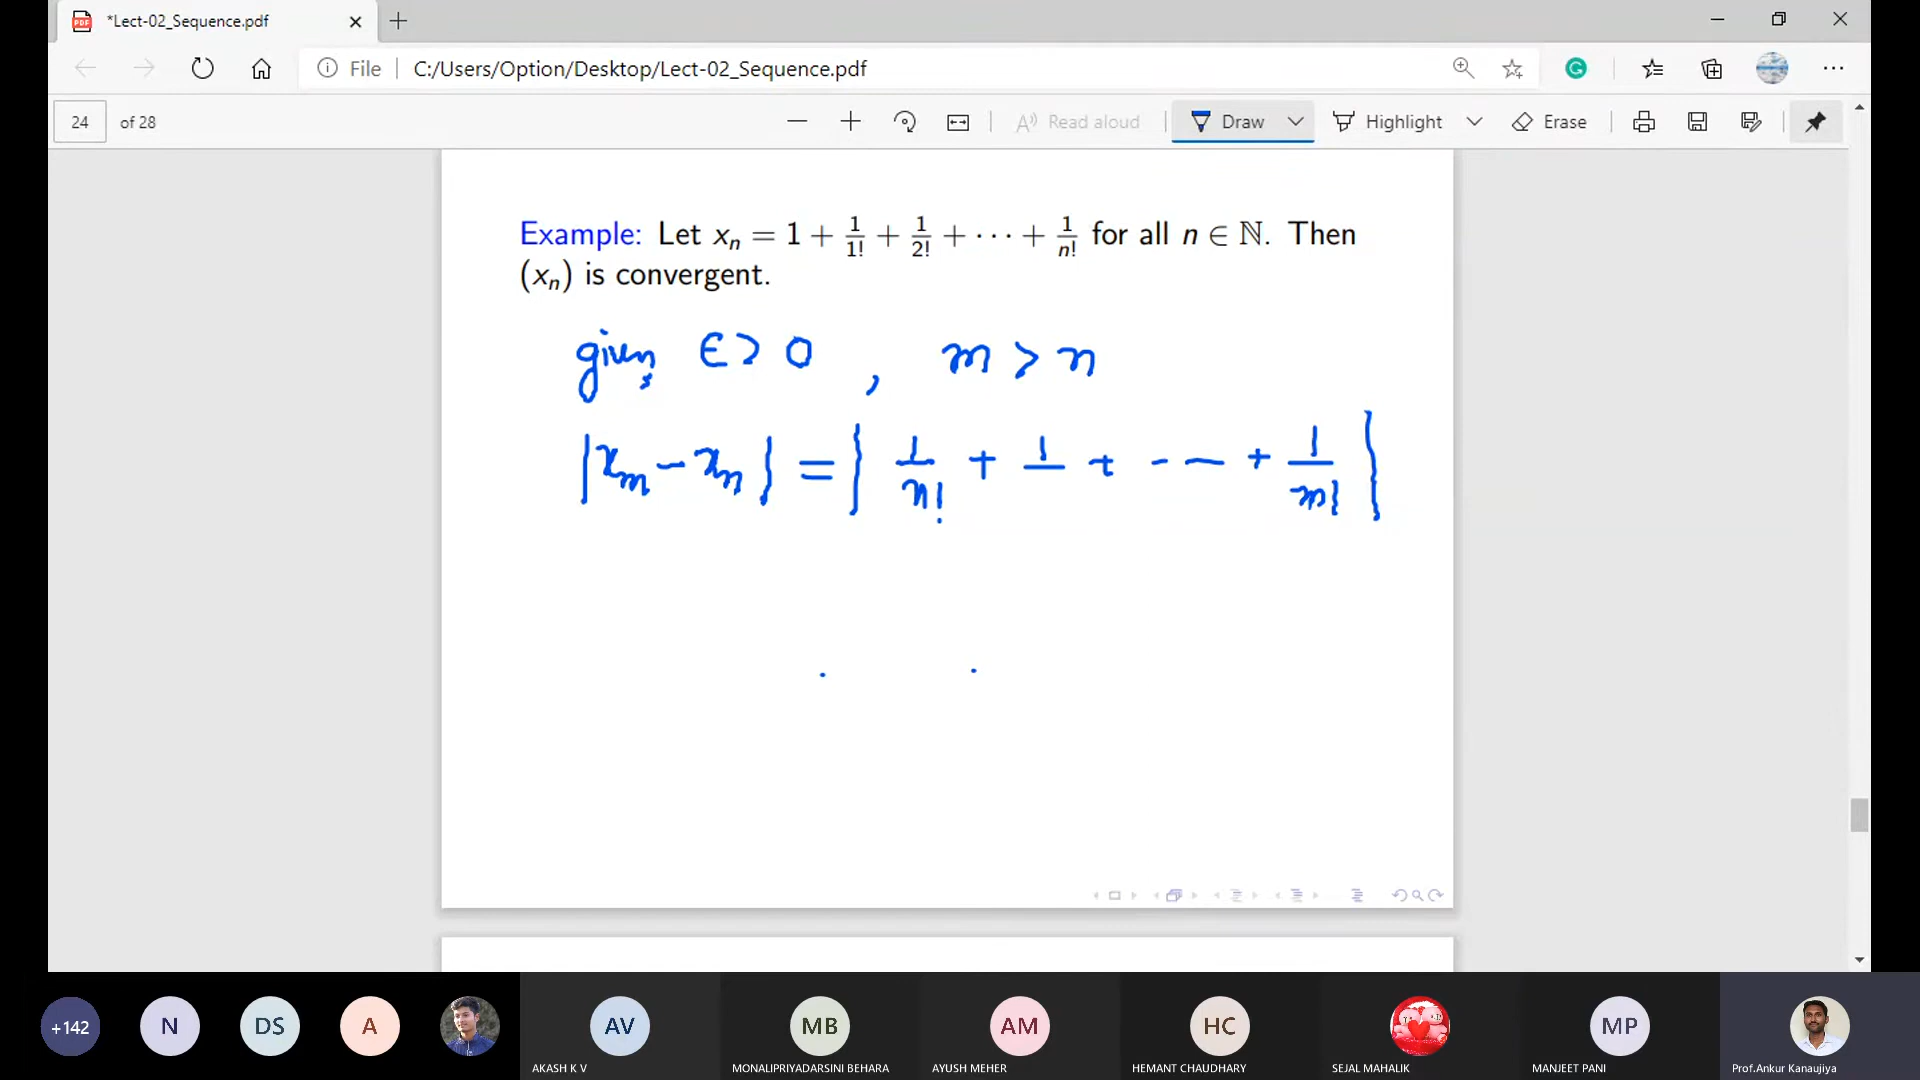 *Lect-02_Sequence.pdf
File | C:/Users/Option/Desktop/Lect-02_Sequence.pdf
24 of 28 Read aloud Draw Highlight Erase
Example: Let xₙ = 1 + 1/1! + 1/2! + ··· + 1/n! for all n ∈ ℕ. Then
(xₙ) is convergent.
given, ϵ > 0 , m > n
|xₘ - xₙ| = | 1/n! + 1/ + - — + 1/m! |
+142 N DS A AV MB AM HC MP
AKASH K V MONALIPRIYADARSINI BEHARA AYUSH MEHER HEMANT CHAUDHARY SEJAL MAHALIK MANJEET PANI Prof.Ankur Kanaujiya